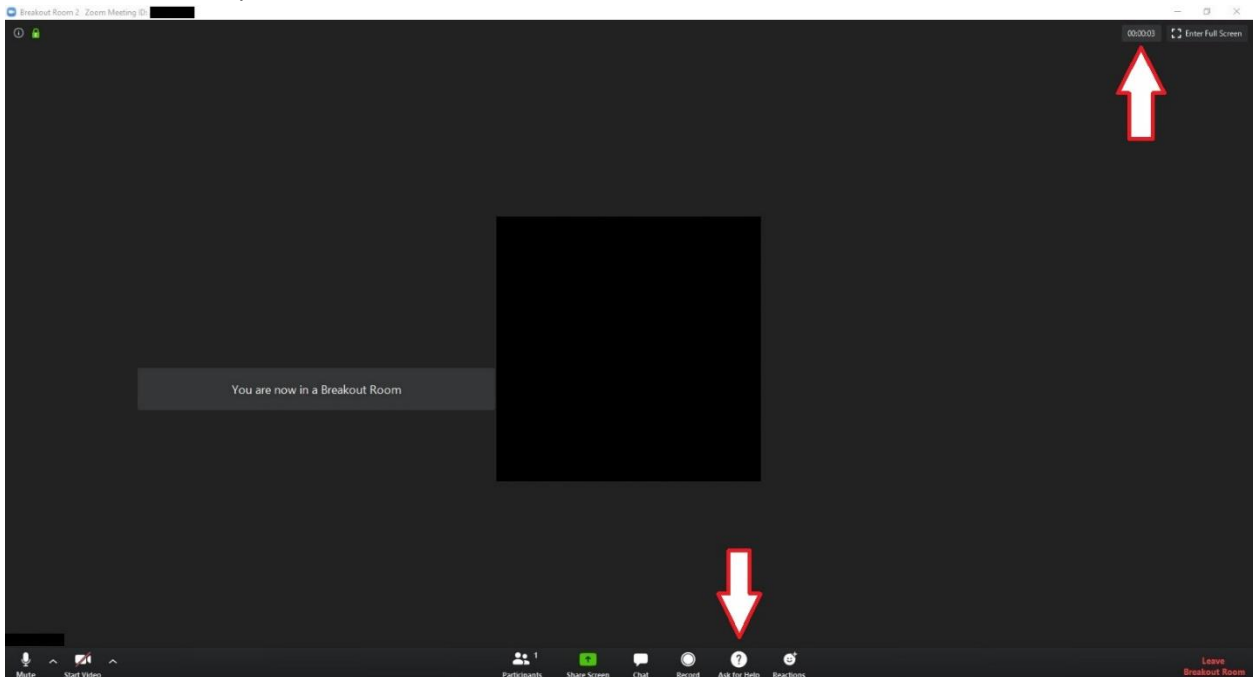 Breakout Room 2 Zoom Meeting ID:
00:00:03 Enter Full Screen
You are now in a Breakout Room
1
Mute Start Video Participants Share Screen Chat Record Ask for Help Reactions Leave
Breakout Room